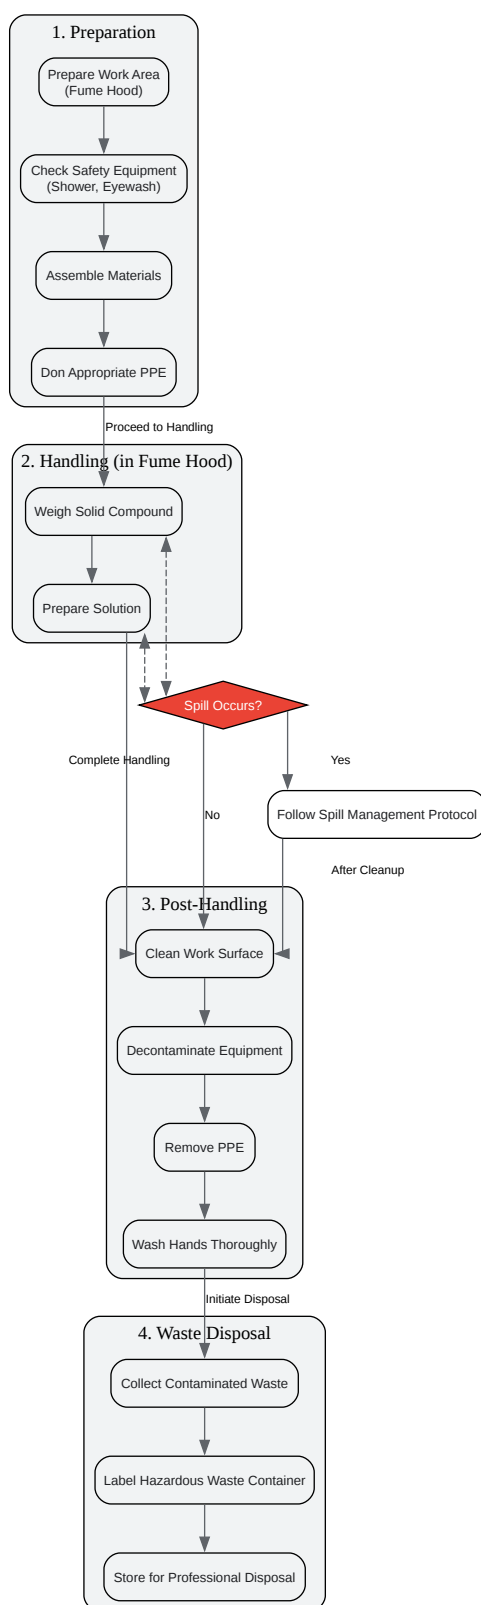 1. Preparation
Prepare Work Area
(Fume Hood)
Check Safety Equipment
(Shower, Eyewash)
Assemble Materials
Don Appropriate PPE
Proceed to Handling
2. Handling (in Fume Hood)
Weigh Solid Compound
Prepare Solution
Spill Occurs?
Complete Handling
Yes
No
Follow Spill Management Protocol
After Cleanup
3. Post-Handling
Clean Work Surface
Decontaminate Equipment
Remove PPE
Wash Hands Thoroughly
Initiate Disposal
4. Waste Disposal
Collect Contaminated Waste
Label Hazardous Waste Container
Store for Professional Disposal